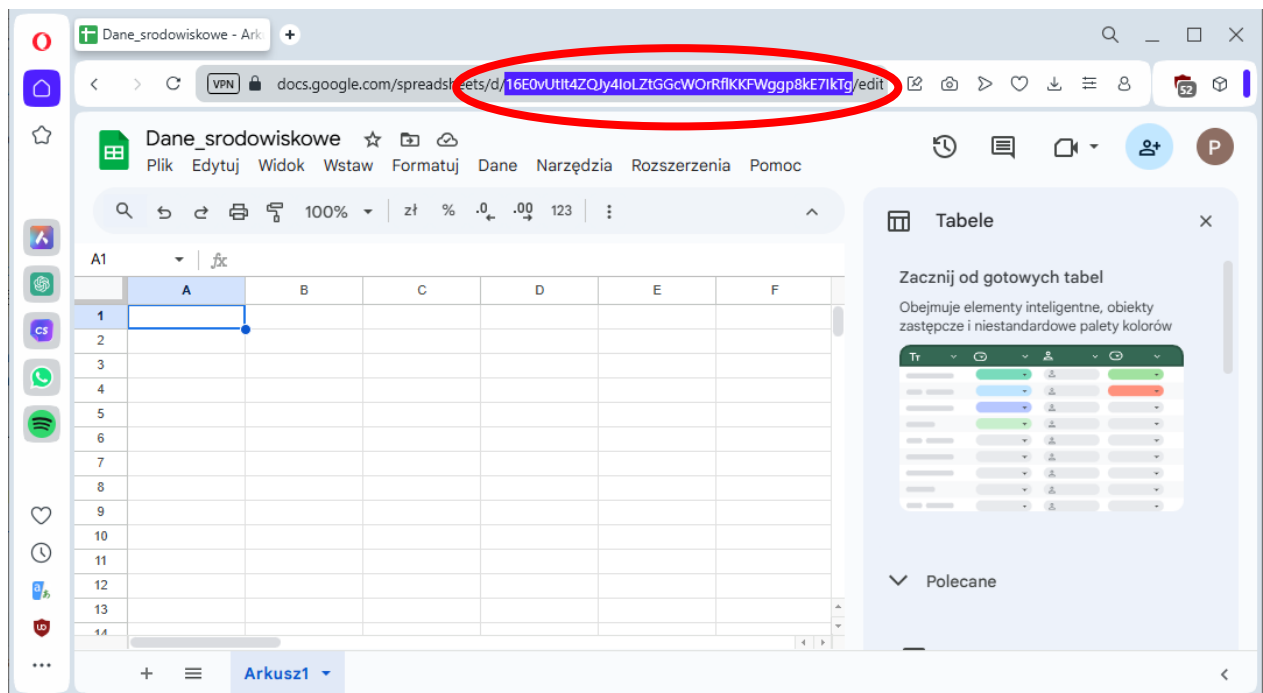 Dane_srodowiskowe - Ark
VPN docs.google.com/spreadsheets/d/16E0vUtIt4ZQJy4IoLZtGGcWOrRflKKFWggp8kE7IkTg/edit
52
Dane_srodowiskowe
Plik Edytuj Widok Wstaw Formatuj Dane Narzędzia Rozszerzenia Pomoc
P
100% zł % .0 .00 123
Tabele
A1 fx
Zacznij od gotowych tabel
Obejmuje elementy inteligentne, obiekty
zastępcze i niestandardowe palety kolorów
Tr
A B C D E F
1
2
3
4
5
6
7
8
9
10
11
12
13
14
CS
Polecane
Arkusz1